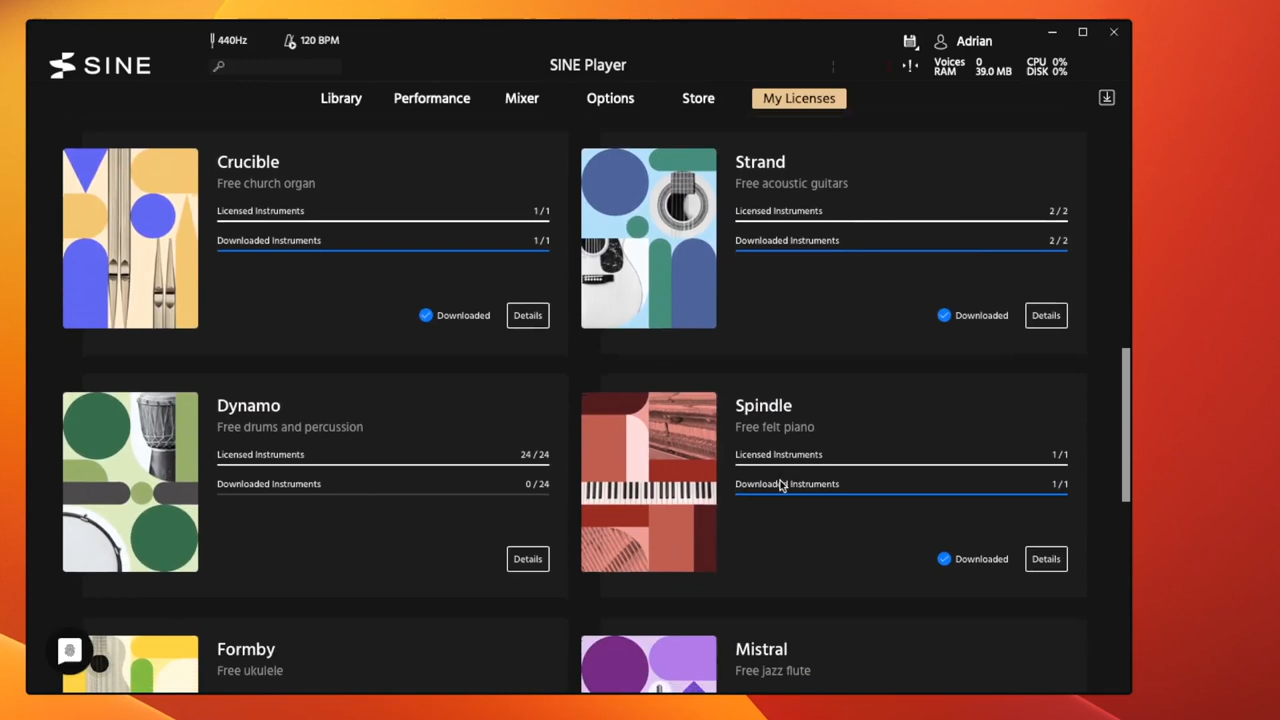 SINE
440Hz
120 BPM
SINE Player
Adrian
Voices 0
RAM 39.0 MB
CPU 0%
DISK 0%
Library
Performance
Mixer
Options
Store
My Licenses
Crucible
Free church organ
Licensed Instruments 1 / 1
Downloaded Instruments 1 / 1
Downloaded
Details
Strand
Free acoustic guitars
Licensed Instruments 2 / 2
Downloaded Instruments 2 / 2
Downloaded
Details
Dynamo
Free drums and percussion
Licensed Instruments 24 / 24
Downloaded Instruments 0 / 24
Details
Spindle
Free felt piano
Licensed Instruments 1 / 1
Downloaded Instruments 1 / 1
Downloaded
Details
Formby
Free ukulele
Mistral
Free jazz flute